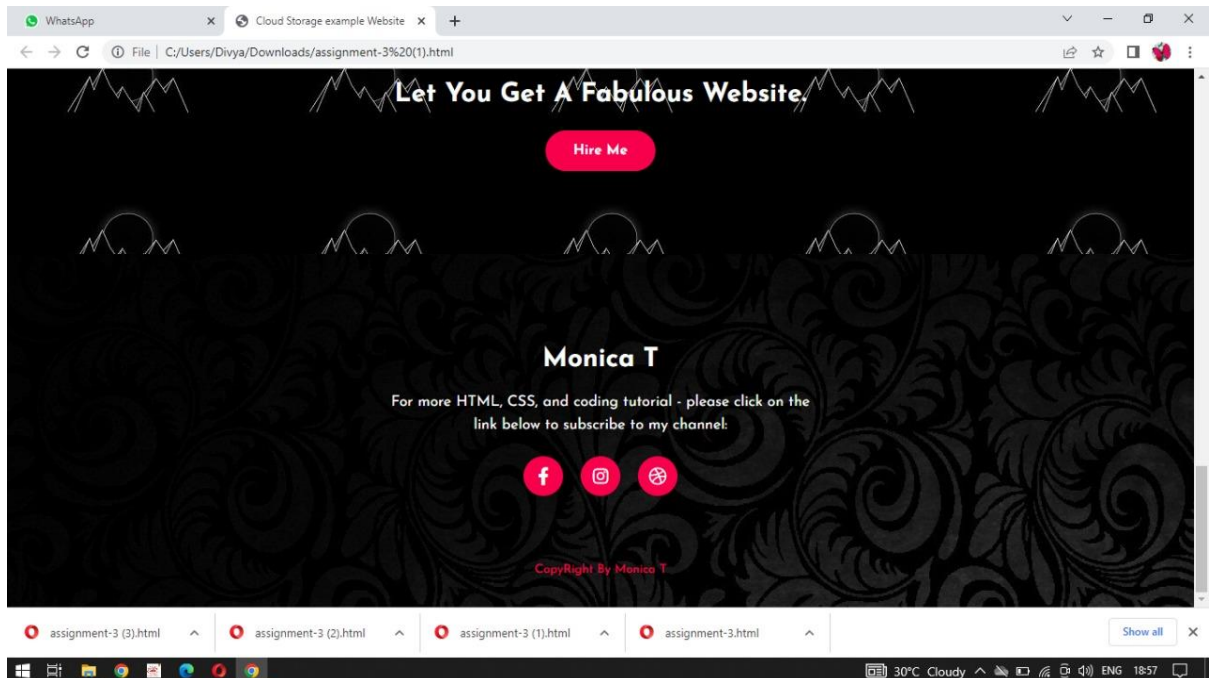 WhatsApp
Cloud Storage example Website
File | C:/Users/Divya/Downloads/assignment-3%20(1).html
Let You Get A Fabulous Website.
Hire Me
Monica T
For more HTML, CSS, and coding tutorial - please click on the
link below to subscribe to my channel:
CopyRight By Monica T
assignment-3 (3).html
assignment-3 (2).html
assignment-3 (1).html
assignment-3.html
Show all
30°C Cloudy
ENG
18:57